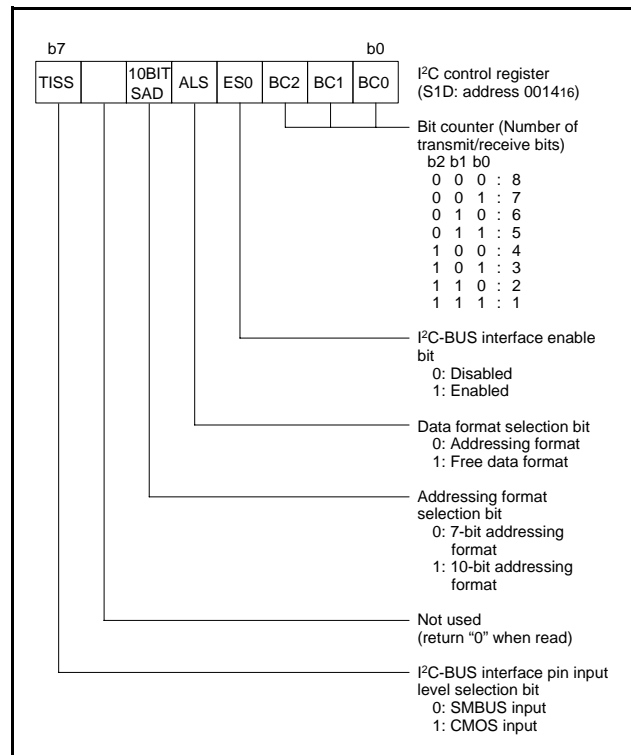 b7 b0
TISS 10BIT SAD ALS ES0 BC2 BC1 BC0
I²C control register
(S1D: address 0014₁₆)
Bit counter (Number of
transmit/receive bits)
b2 b1 b0
0 0 0 : 8
0 0 1 : 7
0 1 0 : 6
0 1 1 : 5
1 0 0 : 4
1 0 1 : 3
1 1 0 : 2
1 1 1 : 1
I²C-BUS interface enable
bit
0: Disabled
1: Enabled
Data format selection bit
0: Addressing format
1: Free data format
Addressing format
selection bit
0: 7-bit addressing
format
1: 10-bit addressing
format
Not used
(return “0” when read)
I²C-BUS interface pin input
level selection bit
0: SMBUS input
1: CMOS input